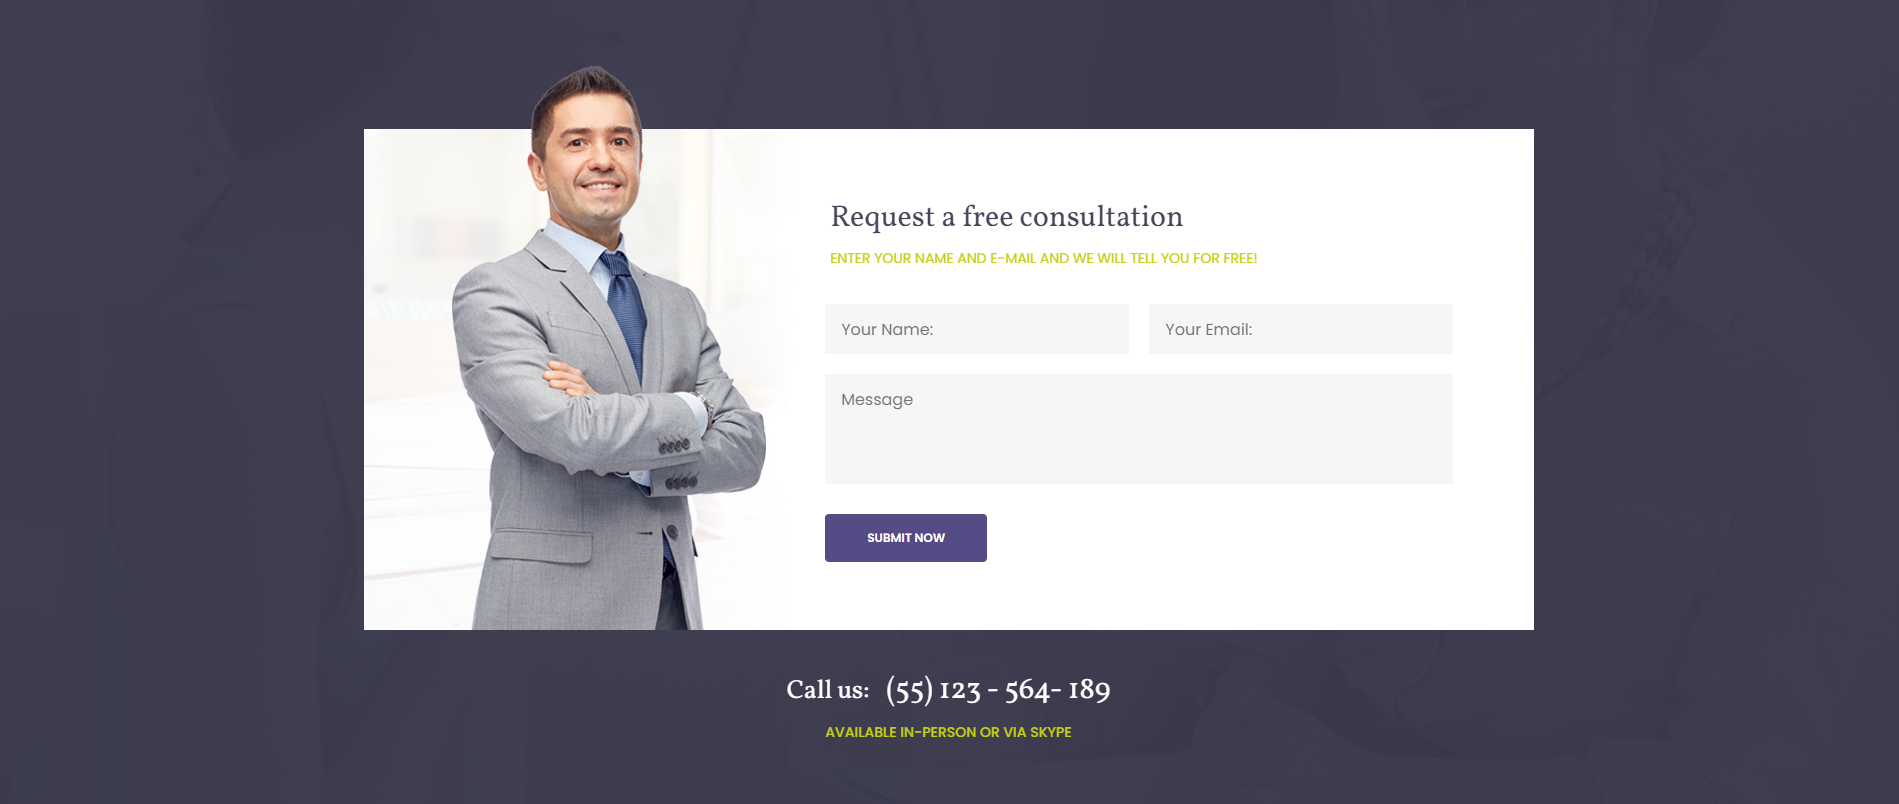 Request a free consultation
ENTER YOUR NAME AND E-MAIL AND WE WILL TELL YOU FOR FREE!
Your Name:
Your Email:
Message
SUBMIT NOW
Call us: (55) 123 - 564- 189
AVAILABLE IN-PERSON OR VIA SKYPE